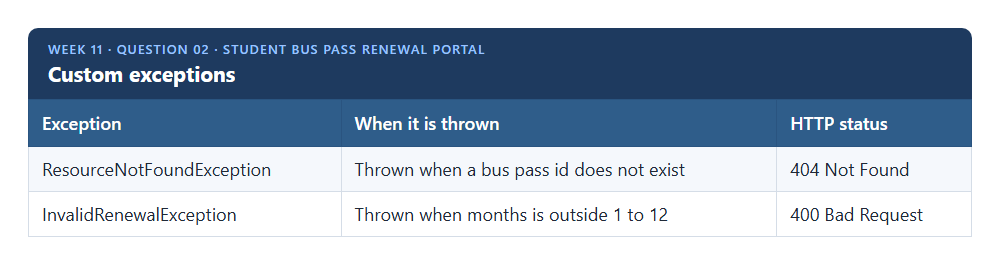 WEEK 11 · QUESTION 02 · STUDENT BUS PASS RENEWAL PORTAL
Custom exceptions
Exception When it is thrown HTTP status
ResourceNotFoundException Thrown when a bus pass id does not exist 404 Not Found
InvalidRenewalException Thrown when months is outside 1 to 12 400 Bad Request